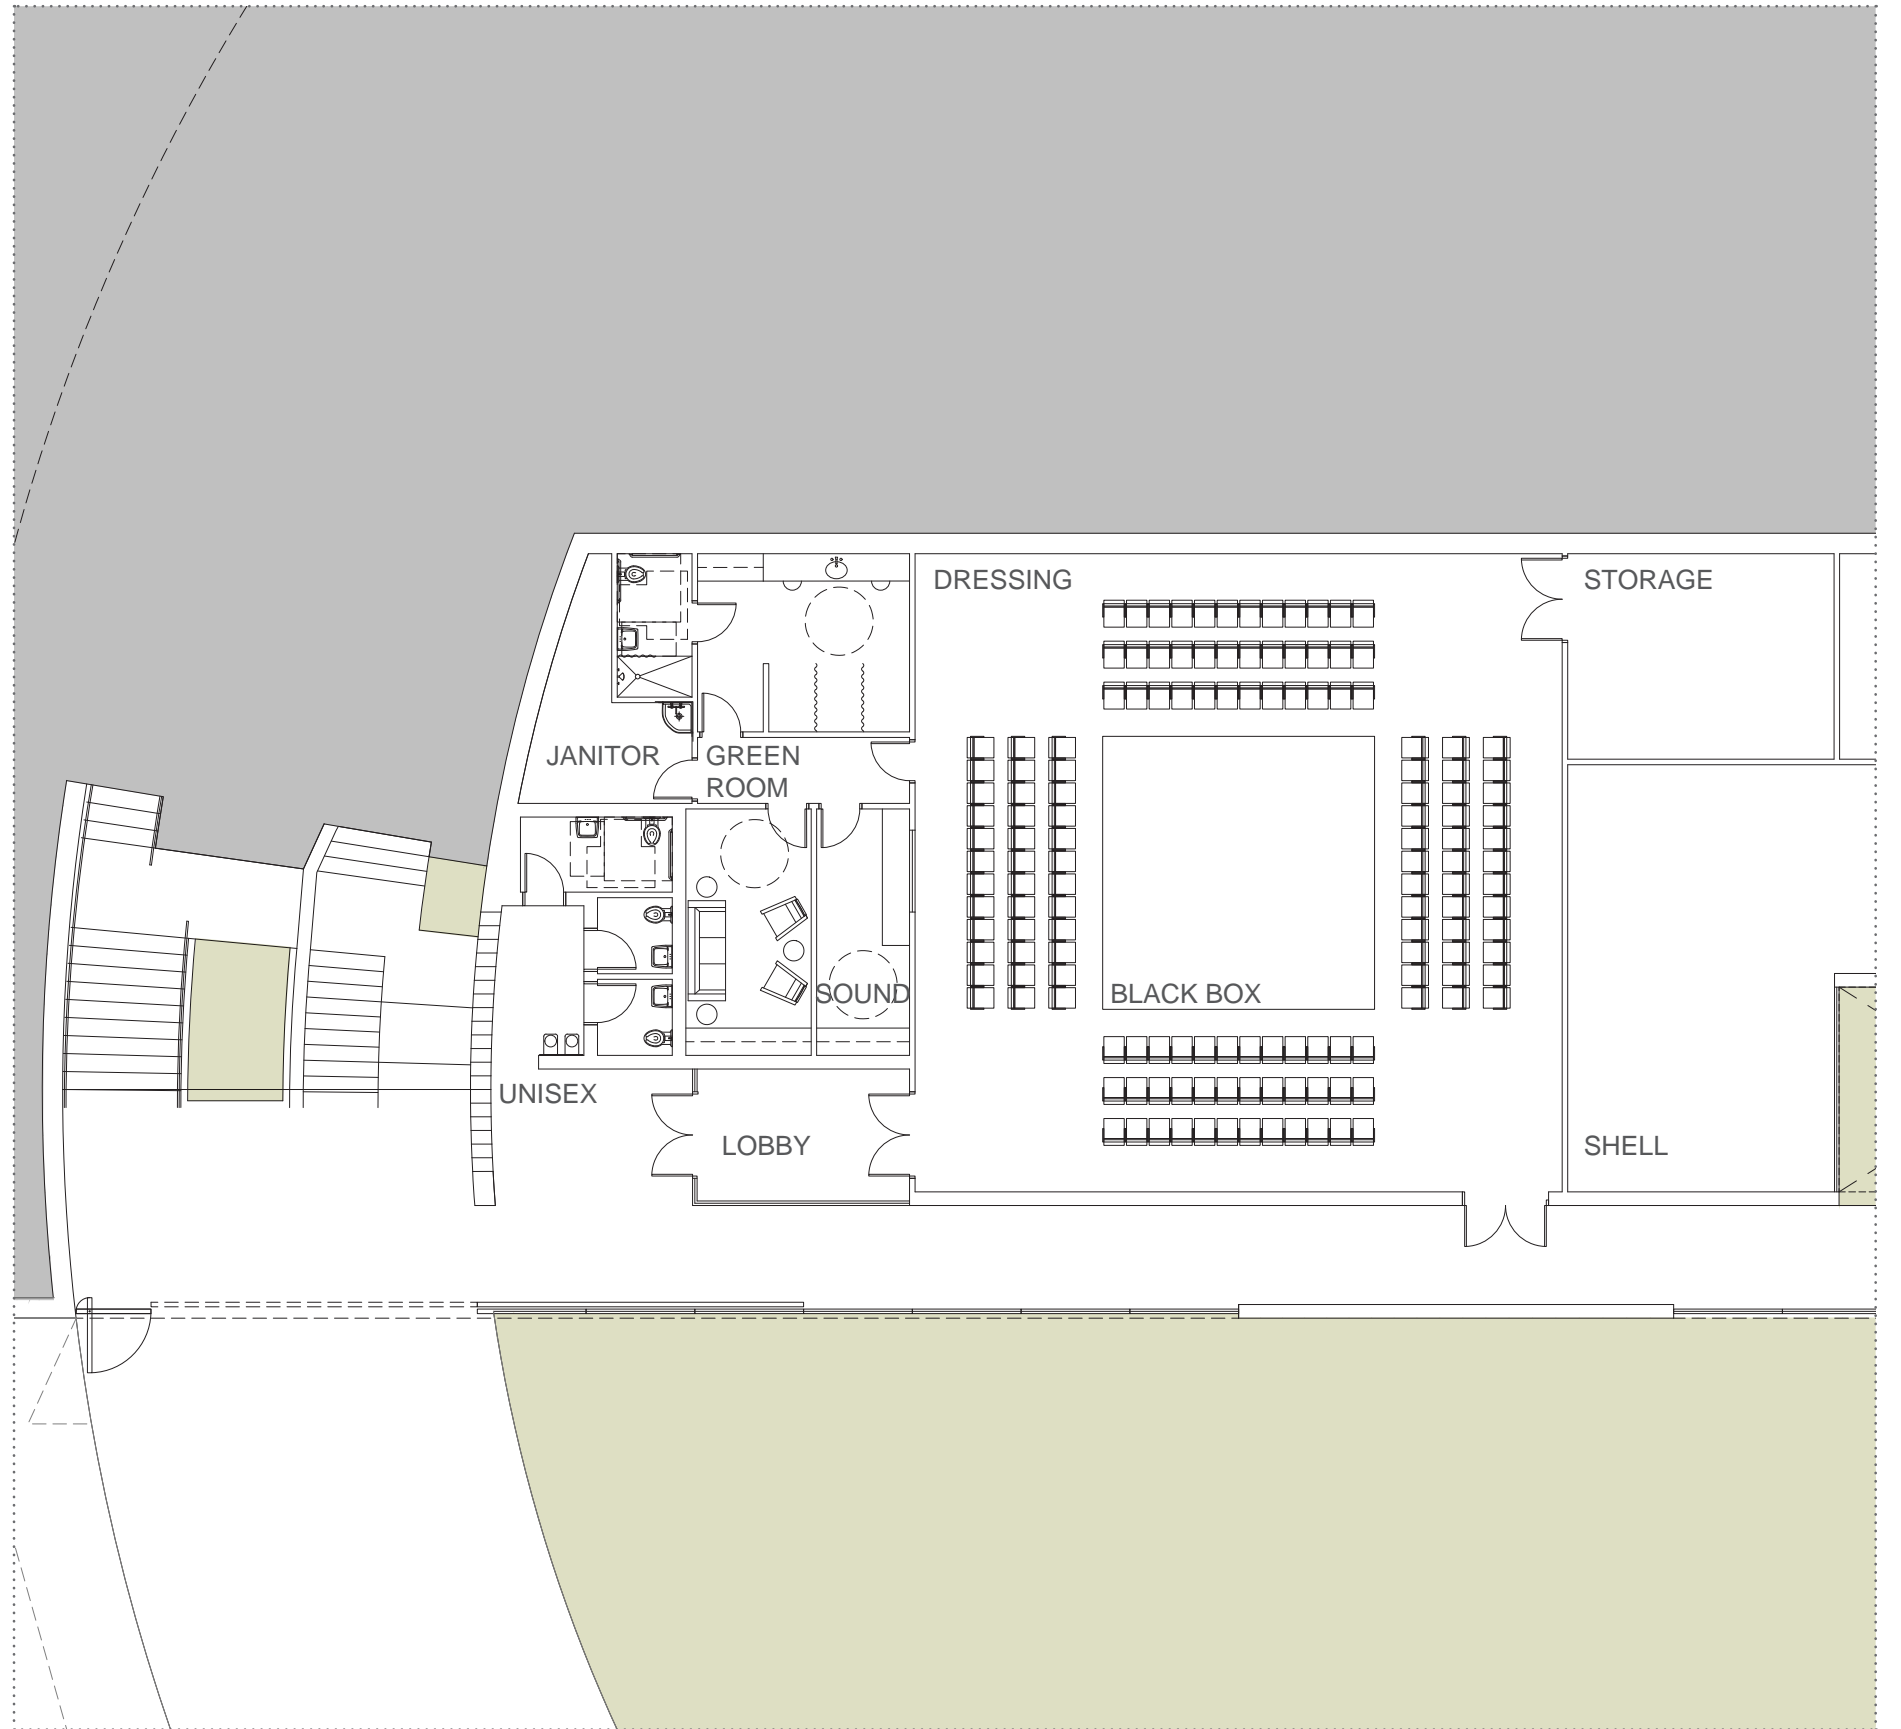 DRESSING
STORAGE
JANITOR
GREEN
ROOM
SOUND
BLACK BOX
UNISEX
LOBBY
SHELL